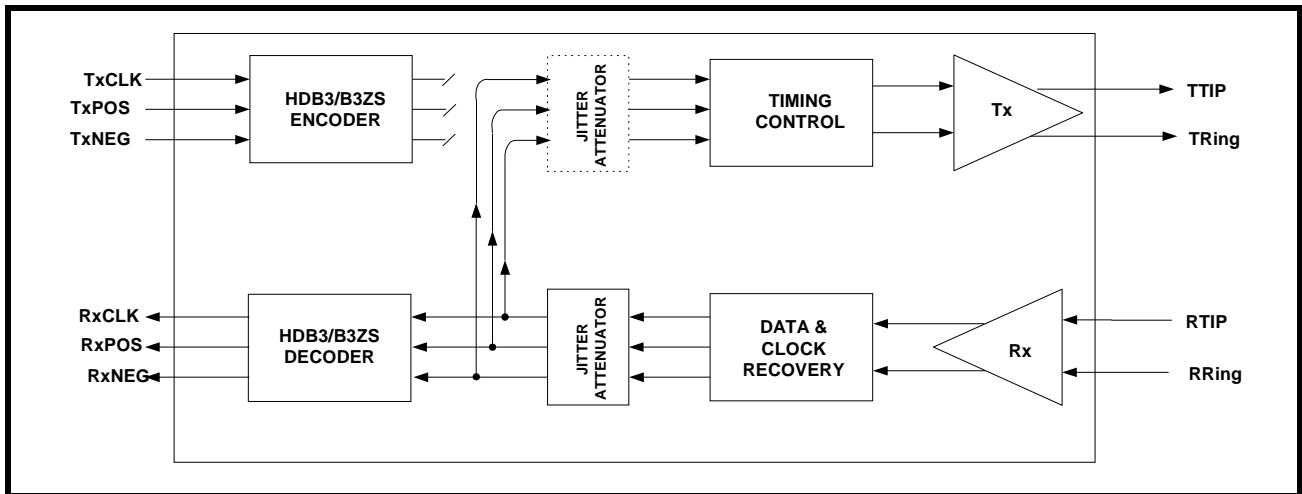 TxCLK
TxPOS
TxNEG
HDB3/B3ZS
ENCODER
JITTER
ATTENUATOR
TIMING
CONTROL
Tx
TTIP
TRing
RxCLK
RxPOS
RxNEG
HDB3/B3ZS
DECODER
JITTER
ATTENUATOR
DATA &
CLOCK
RECOVERY
Rx
RTIP
RRing